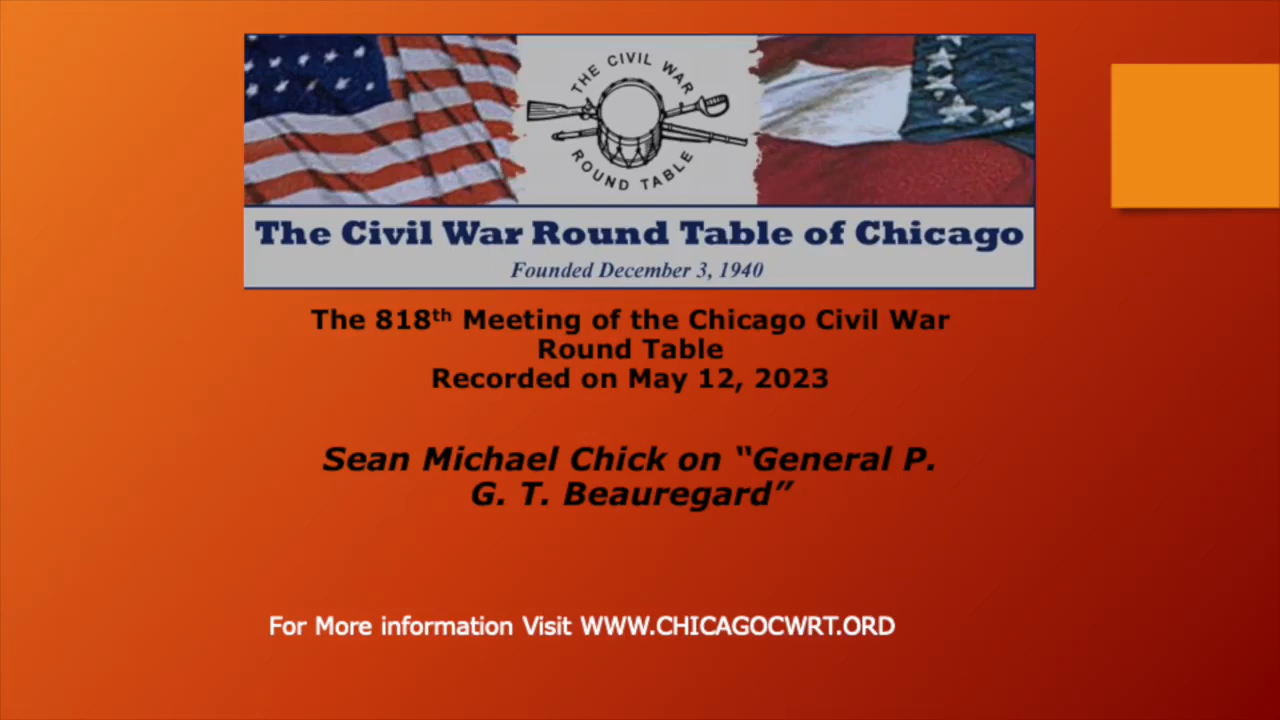 THE CIVIL WAR
ROUND TABLE
The Civil War Round Table of Chicago
Founded December 3, 1940
The 818th Meeting of the Chicago Civil War
Round Table
Recorded on May 12, 2023
Sean Michael Chick on “General P.
G. T. Beauregard”
For More information Visit WWW.CHICAGOCWRT.ORD